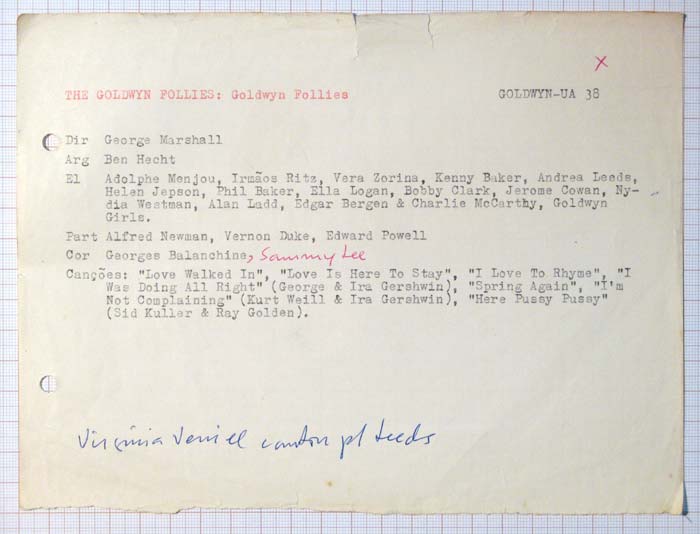 X
THE GOLDWYN FOLLIES: Goldwyn Follies GOLDWYN-UA 38
Dir George Marshall
Arg Ben Hecht
El Adolphe Menjou, Irmãos Ritz, Vera Zorina, Kenny Baker, Andrea Leeds,
Helen Jepson, Phil Baker, Ella Logan, Bobby Clark, Jerome Cowan, Ny-
dia Westman, Alan Ladd, Edgar Bergen & Charlie McCarthy, Goldwyn
Girls.
Part Alfred Newman, Vernon Duke, Edward Powell
Cor Georges Balanchine, Sammy Lee
Canções: "Love Walked In", "Love Is Here To Stay", "I Love To Rhyme", "I
Was Doing All Right" (George & Ira Gershwin), "Spring Again", "I'm
Not Complaining" (Kurt Weill & Ira Gershwin), "Here Pussy Pussy"
(Sid Kuller & Ray Golden).
Virginia Verrill cantou p/ Leeds